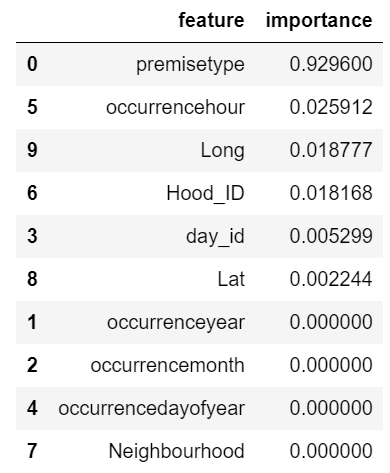 feature importance
0 premisetype 0.929600
5 occurrencehour 0.025912
9 Long 0.018777
6 Hood_ID 0.018168
3 day_id 0.005299
8 Lat 0.002244
1 occurrenceyear 0.000000
2 occurrencemonth 0.000000
4 occurrencedayofyear 0.000000
7 Neighbourhood 0.000000